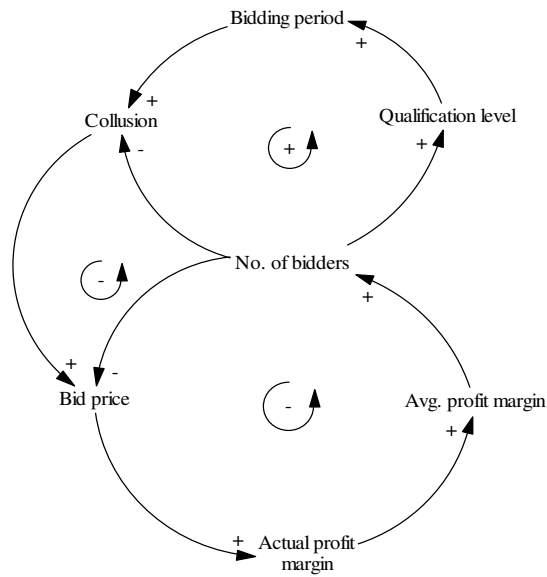 Bidding period
+
+
Collusion
Qualification level
-
+
+
No. of bidders
-
+
+
-
Bid price
-
Avg. profit margin
+
+
Actual profit
margin